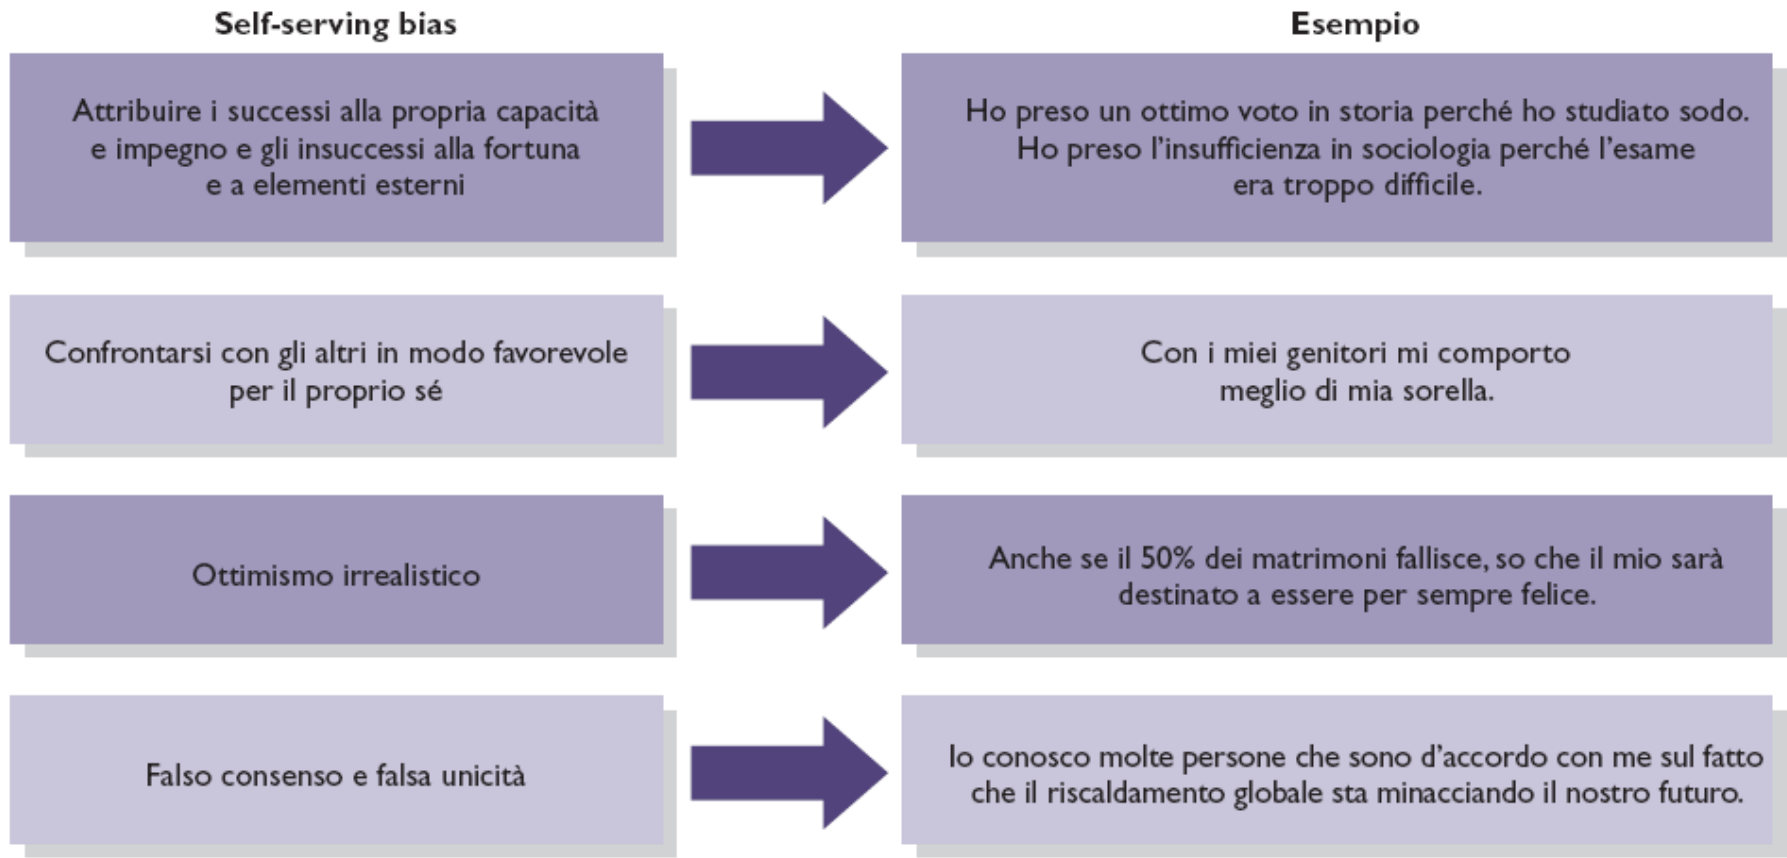 Self-serving bias
Esempio
Attribuire i successi alla propria capacità
e impegno e gli insuccessi alla fortuna
e a elementi esterni
Ho preso un ottimo voto in storia perché ho studiato sodo.
Ho preso l’insufficienza in sociologia perché l’esame
era troppo difficile.
Confrontarsi con gli altri in modo favorevole
per il proprio sé
Con i miei genitori mi comporto
meglio di mia sorella.
Ottimismo irrealistico
Anche se il 50% dei matrimoni fallisce, so che il mio sarà
destinato a essere per sempre felice.
Falso consenso e falsa unicità
Io conosco molte persone che sono d’accordo con me sul fatto
che il riscaldamento globale sta minacciando il nostro futuro.